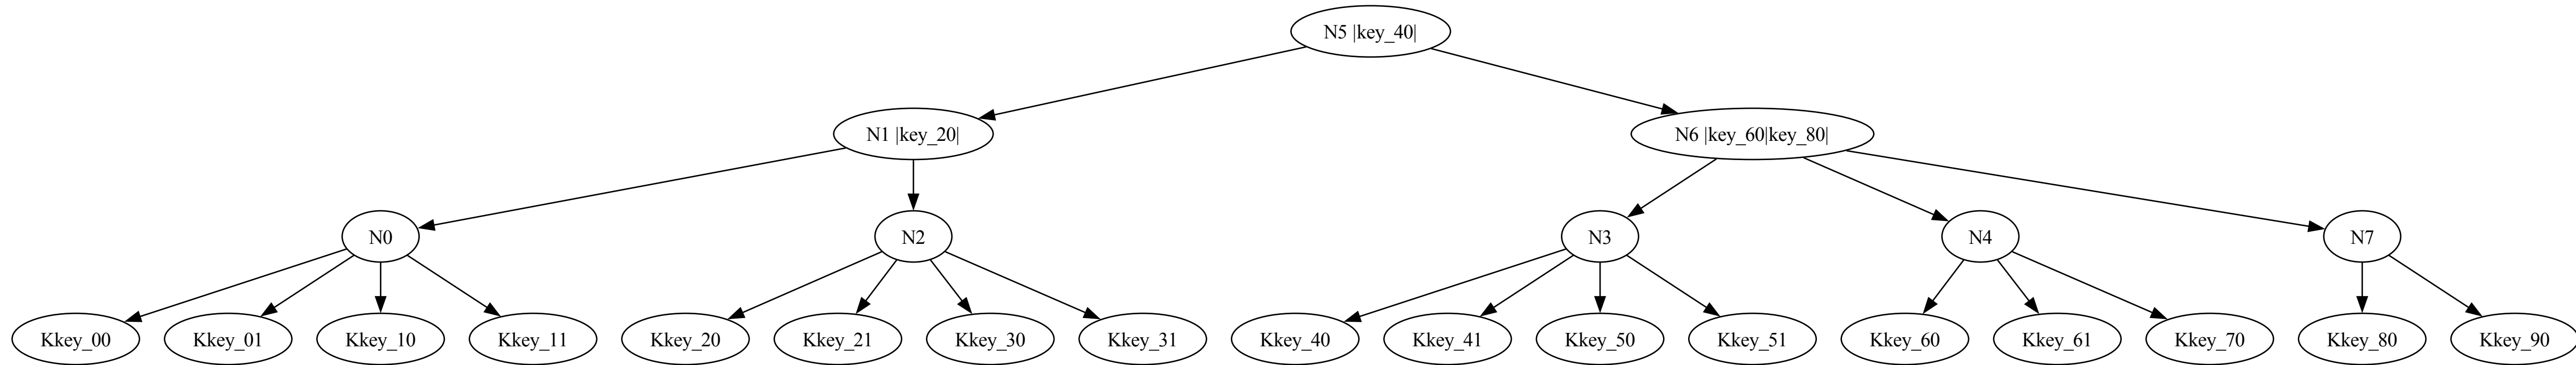 N5 |key_40|
N1 |key_20|
N6 |key_60|key_80|
N0
N2
N3
N4
N7
Kkey_00
Kkey_01
Kkey_10
Kkey_11
Kkey_20
Kkey_21
Kkey_30
Kkey_31
Kkey_40
Kkey_41
Kkey_50
Kkey_51
Kkey_60
Kkey_61
Kkey_70
Kkey_80
Kkey_90